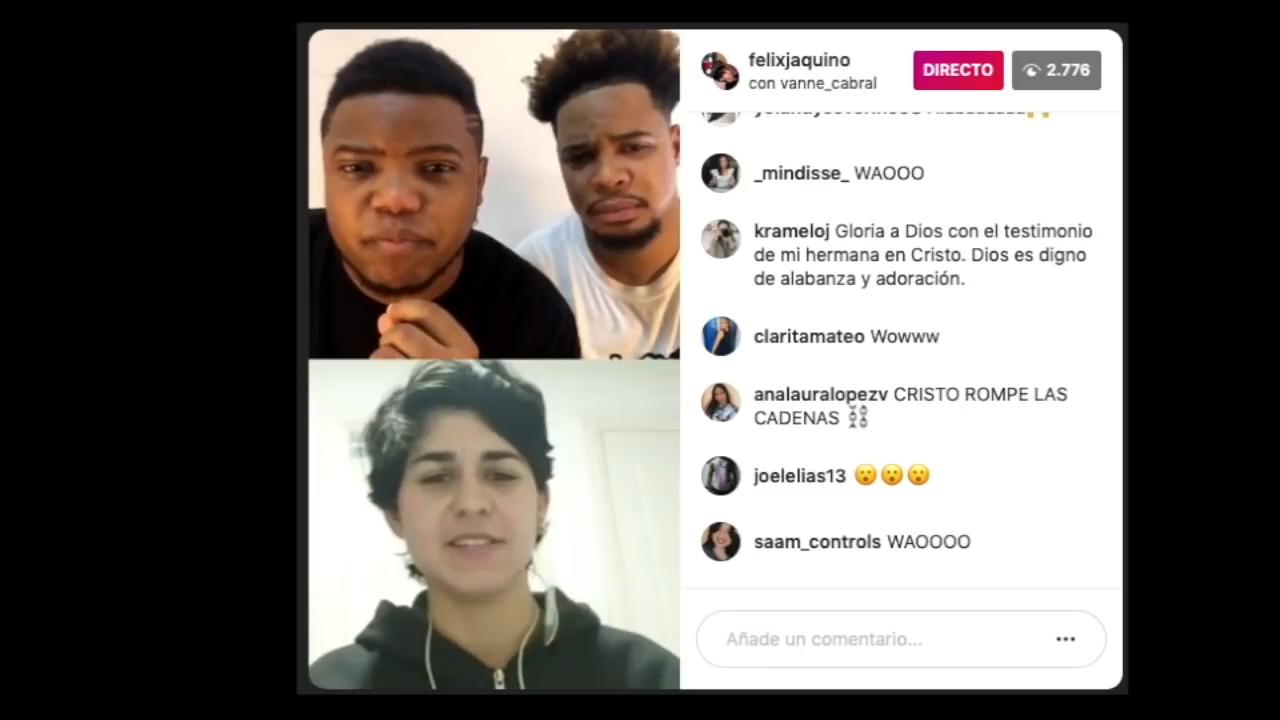 felixjaquino
con vanne_cabral
DIRECTO
2.776
_mindisse_ WAOOO
krameloj Gloria a Dios con el testimonio
de mi hermana en Cristo. Dios es digno
de alabanza y adoración.
claritamateo Wowww
analauralopezv CRISTO ROMPE LAS
CADENAS ⛓️⛓️
joelelias13 😮😮😮
saam_controls WAOOOO
Añade un comentario...